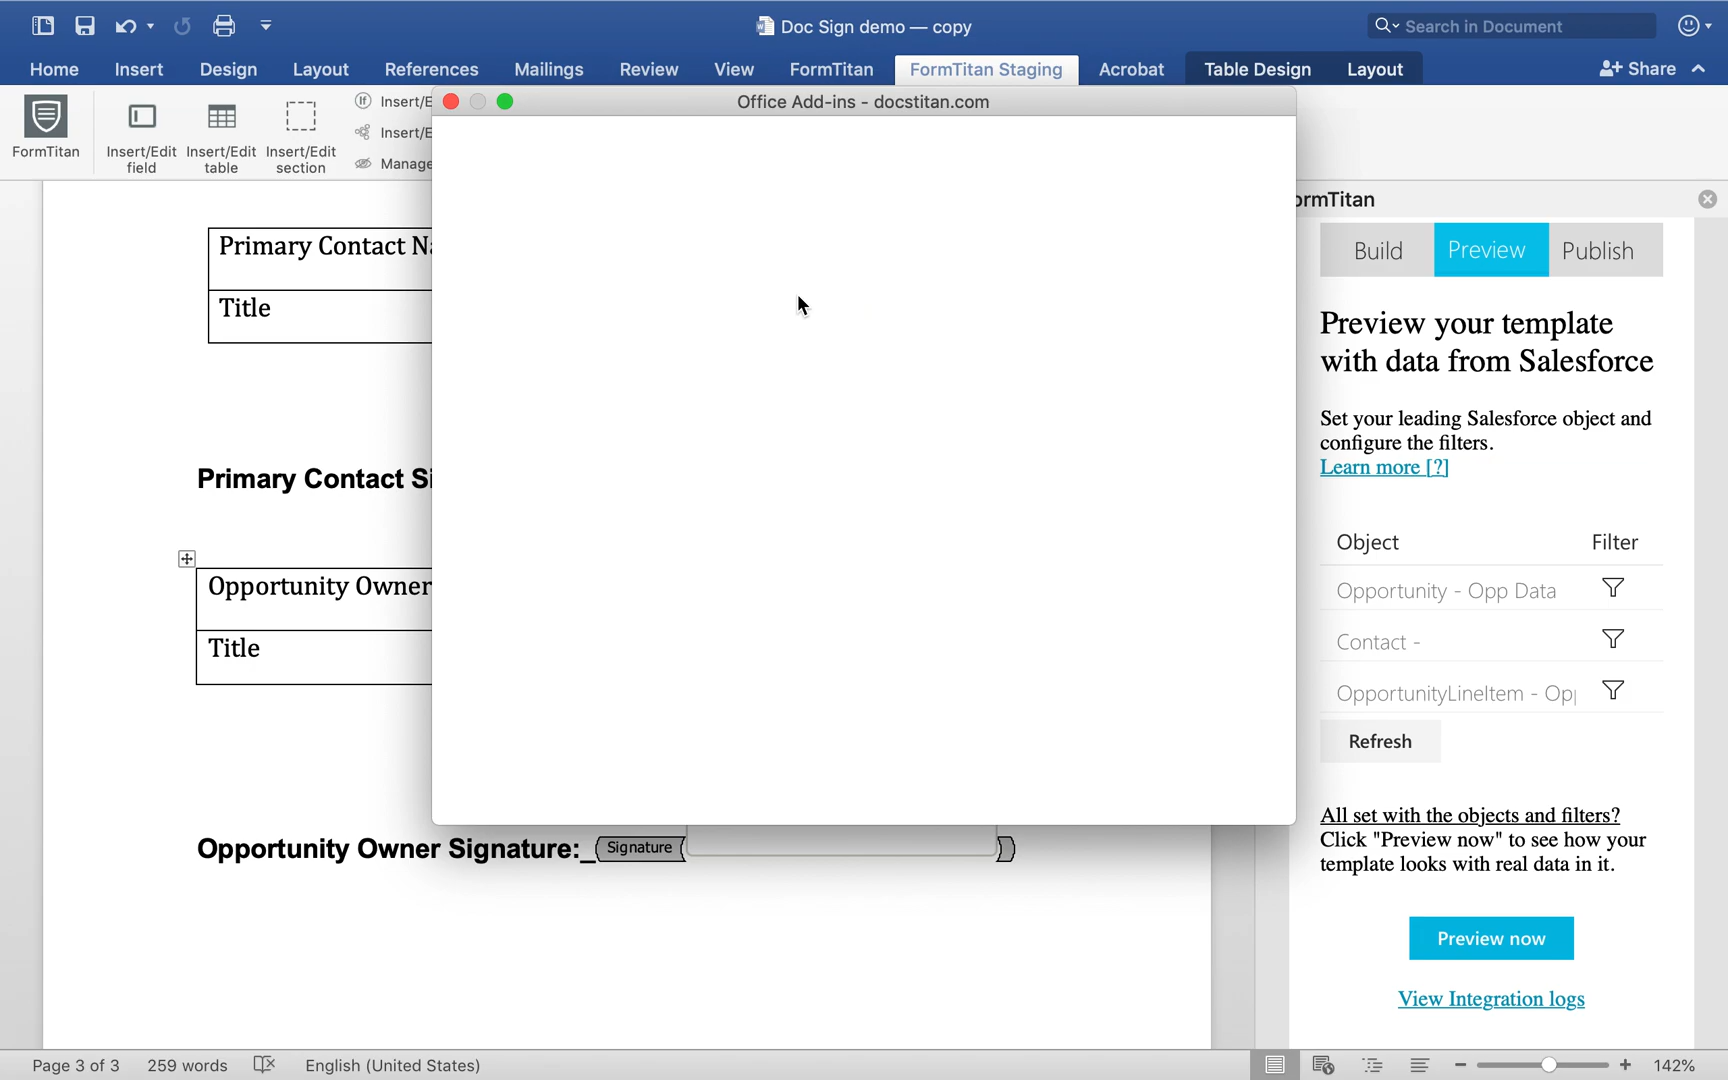 Doc Sign demo — copy
Search in Document
Home Insert Design Layout References Mailings Review View FormTitan FormTitan Staging Acrobat Table Design Layout Share
FormTitan
Insert/Edit field
Insert/Edit table
Insert/Edit section
Insert/E
Insert/E
Manage
Office Add-ins - docstitan.com
Primary Contact Na
Title
Primary Contact Si
Opportunity Owner
Title
Opportunity Owner Signature:_ Signature
ormTitan
Build Preview Publish
Preview your template
with data from Salesforce
Set your leading Salesforce object and
configure the filters.
Learn more [?]
Object Filter
Opportunity - Opp Data
Contact -
OpportunityLineItem - Opp
Refresh
All set with the objects and filters?
Click "Preview now" to see how your
template looks with real data in it.
Preview now
View Integration logs
Page 3 of 3 259 words English (United States) 142%